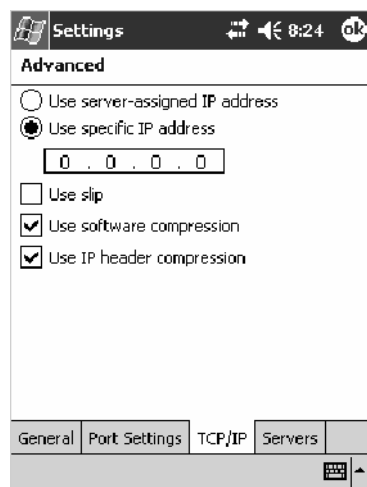 Settings 8:24 ok
Advanced
Use server-assigned IP address
Use specific IP address
0 . 0 . 0 . 0
Use slip
Use software compression
Use IP header compression
General Port Settings TCP/IP Servers